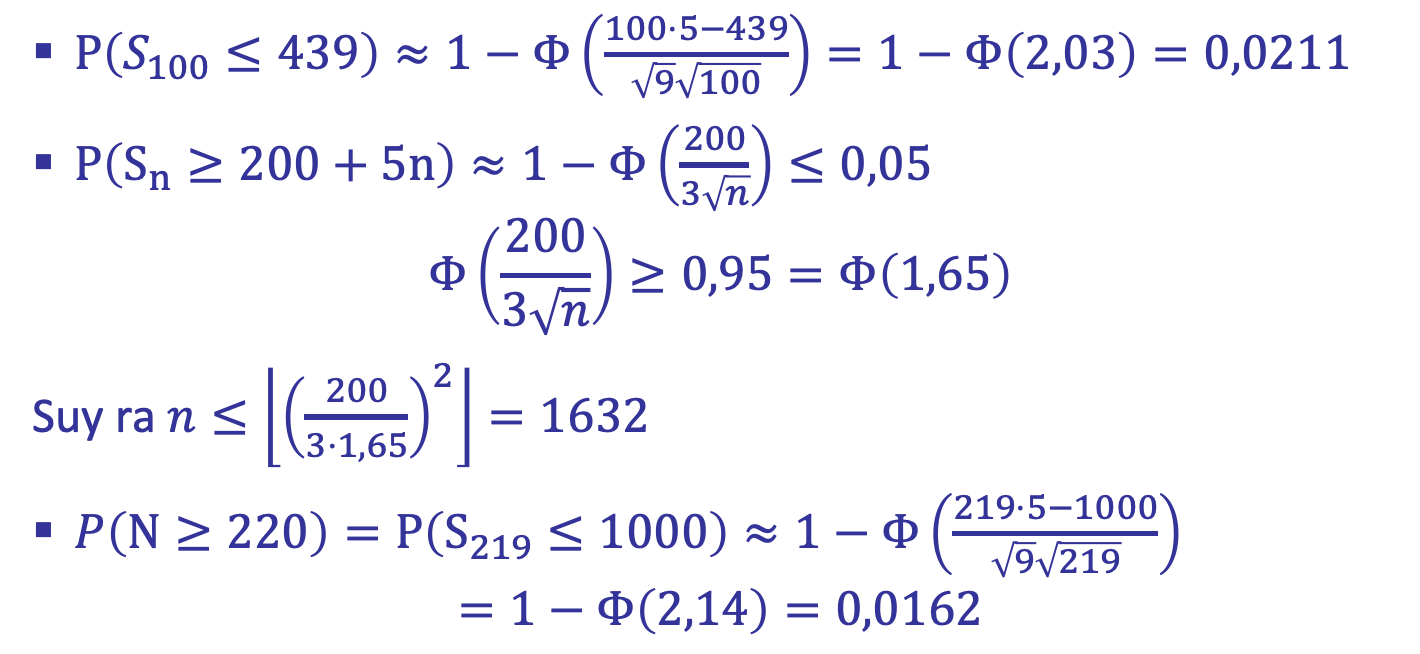 ▪ P(S₁₀₀ ≤ 439) ≈ 1 − Φ((100·5−439)/(√9√100)) = 1 − Φ(2,03) = 0,0211
▪ P(Sₙ ≥ 200 + 5n) ≈ 1 − Φ(200/(3√n)) ≤ 0,05
Φ(200/(3√n)) ≥ 0,95 = Φ(1,65)
Suy ra n ≤ ⌊(200/(3·1,65))²⌋ = 1632
▪ P(N ≥ 220) = P(S₂₁₉ ≤ 1000) ≈ 1 − Φ((219·5−1000)/(√9√219))
= 1 − Φ(2,14) = 0,0162